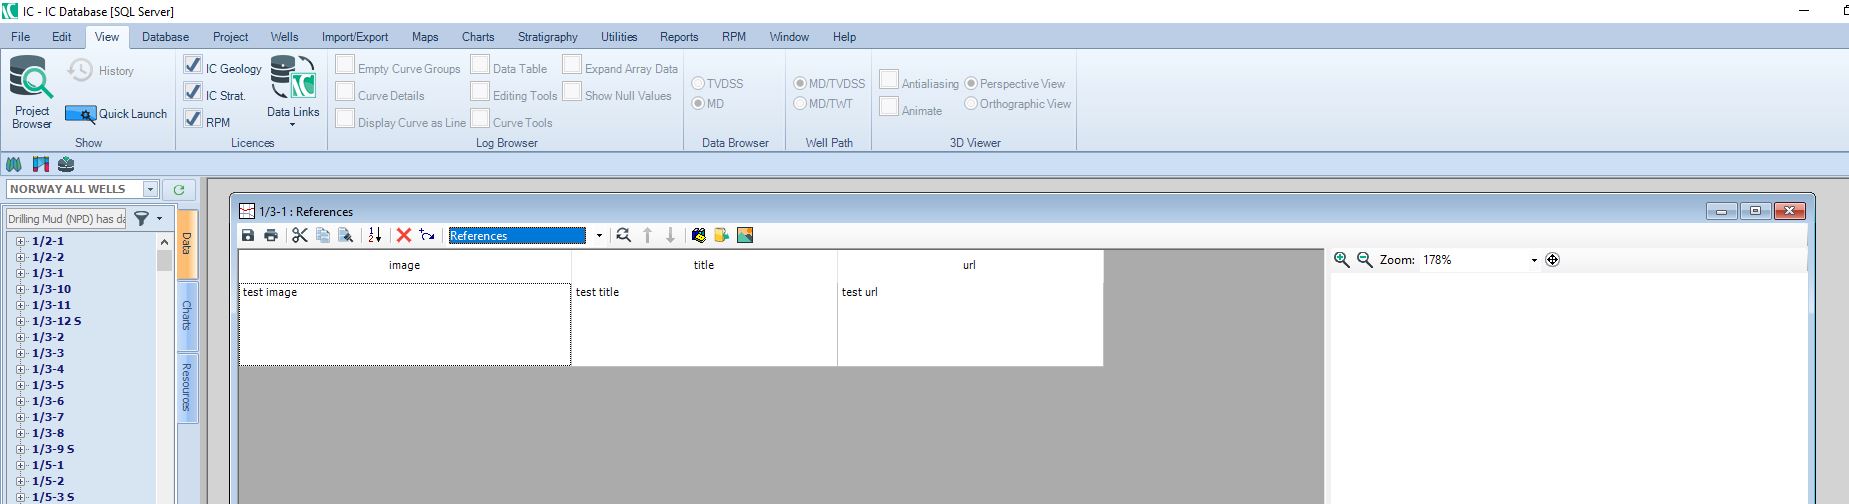 IC - IC Database [SQL Server]
File Edit View Database Project Wells Import/Export Maps Charts Stratigraphy Utilities Reports RPM Window Help
Project Browser
History
Quick Launch
Show
IC Geology
IC Strat.
RPM
Data Links
Licences
Empty Curve Groups
Curve Details
Display Curve as Line
Data Table
Editing Tools
Curve Tools
Expand Array Data
Show Null Values
Log Browser
TVDSS
MD
Data Browser
MD/TVDSS
MD/TWT
Well Path
Antialiasing
Animate
Perspective View
Orthographic View
3D Viewer
NORWAY ALL WELLS
Drilling Mud (NPD) has da
1/2-1
1/2-2
1/3-1
1/3-10
1/3-11
1/3-12 S
1/3-2
1/3-3
1/3-4
1/3-5
1/3-6
1/3-7
1/3-8
1/3-9 S
1/5-1
1/5-2
1/5-3 S
Data
Charts
Resources
1/3-1 : References
References
image title url
test image test title test url
Zoom: 178%